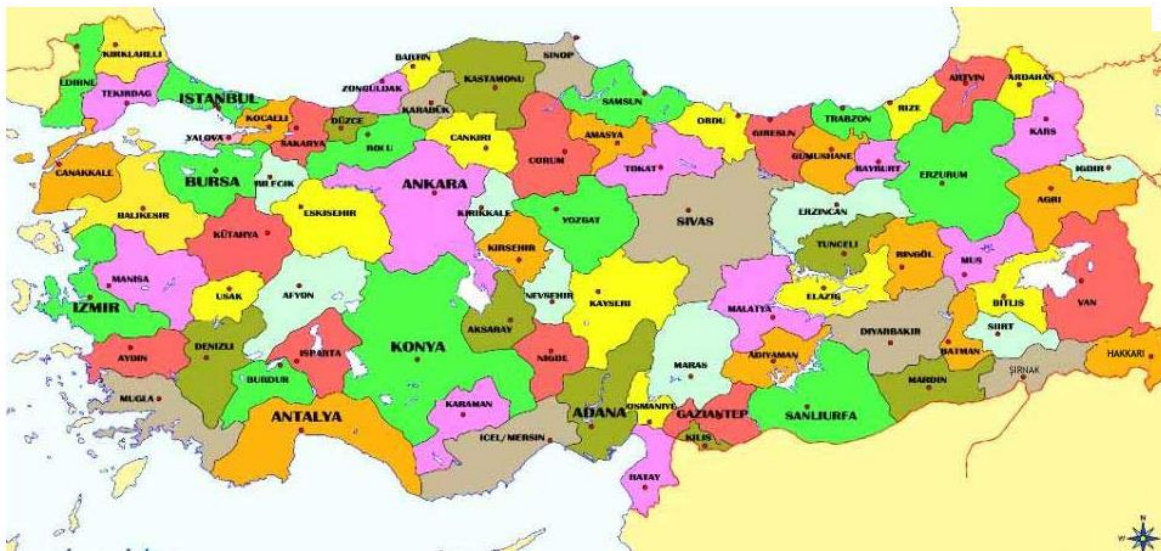 KIRKLARELI
EDIRNE
TEKIRDAG
ISTANBUL
KOCAELI
YALOVA
SAKARYA
DÜZCE
ZONGULDAK
BARTIN
KARABÜK
KASTAMONU
SINOP
BOLU
CANKIRI
CORUM
SAMSUN
AMASYA
TOKAT
ORDU
GIRESUN
TRABZON
GUMUSHANE
BAYBURT
RIZE
ARTVIN
ARDAHAN
KARS
IGDIR
AGRI
ERZURUM
ERZINCAN
CANAKKALE
BALIKESIR
BURSA
BILECIK
ESKISEHIR
KÜTAHYA
ANKARA
KIRIKKALE
KIRSEHIR
YOZGAT
SIVAS
TUNCELI
BINGÖL
MUS
BITLIS
VAN
MANISA
IZMIR
USAK
AFYON
KONYA
AKSARAY
NEVSEHIR
KAYSERI
MALATYA
ELAZIG
DIYARBAKIR
BATMAN
SIIRT
ŞIRNAK
HAKKARI
AYDIN
DENIZLI
MUGLA
BURDUR
ISPARTA
ANTALYA
KARAMAN
ICEL/MERSIN
NIGDE
ADANA
OSMANIYE
MARAS
ADIYAMAN
GAZIANTEP
KILIS
HATAY
SANLIURFA
MARDIN
N
W